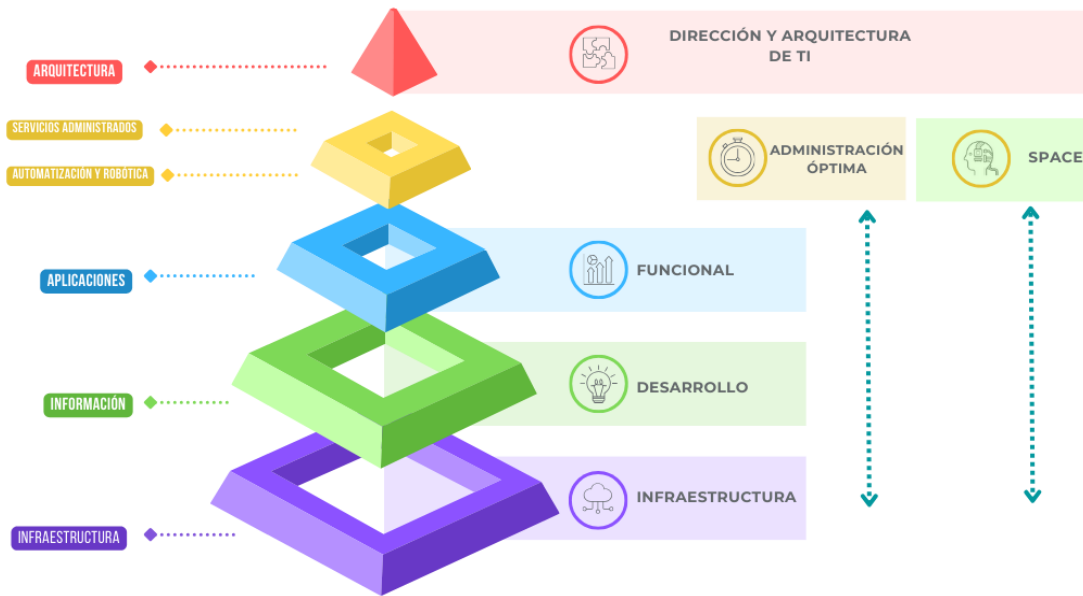 DIRECCIÓN Y ARQUITECTURA
DE TI
ARQUITECTURA
SERVICIOS ADMINISTRADOS
ADMINISTRACIÓN
ÓPTIMA
SPACE
AUTOMATIZACIÓN Y ROBÓTICA
APLICACIONES
FUNCIONAL
INFORMACIÓN
DESARROLLO
INFRAESTRUCTURA
INFRAESTRUCTURA